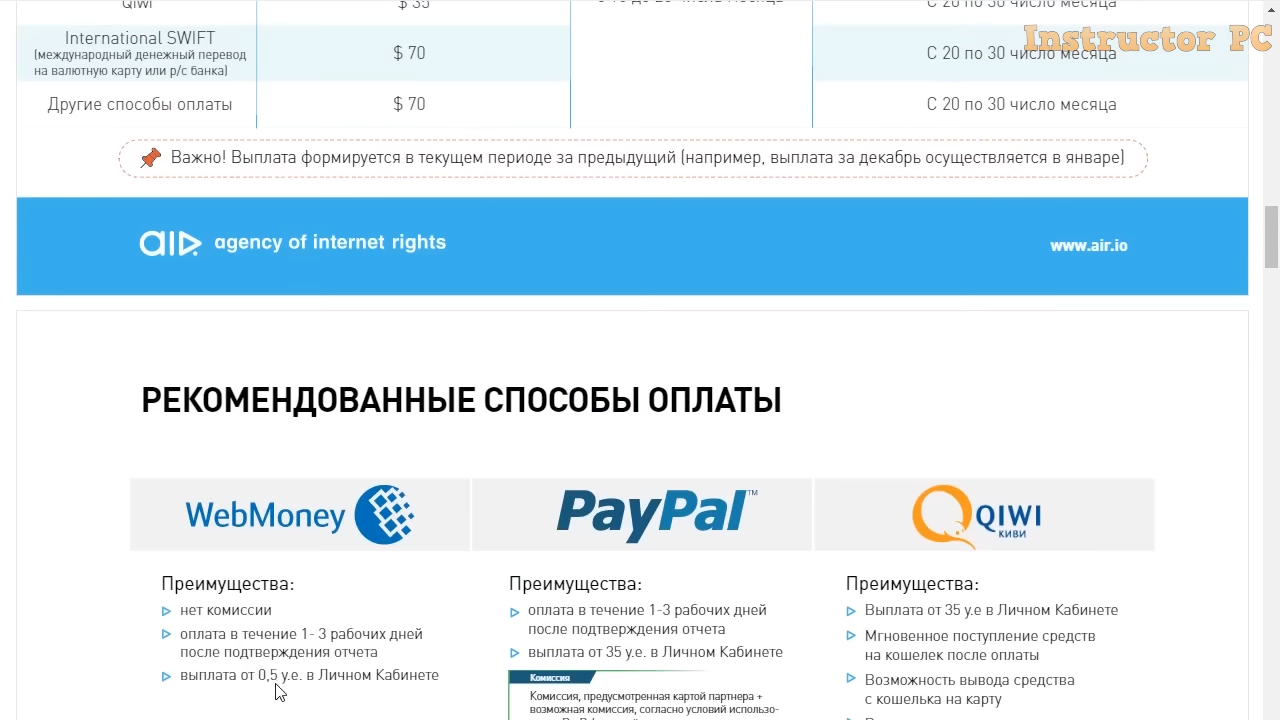 QIWI
$ 35
С 20 по 30 число месяца
Instructor PC
International SWIFT
(международный денежный перевод
на валютную карту или р/с банка)
$ 70
С 20 по 30 число месяца
Другие способы оплаты
$ 70
С 20 по 30 число месяца
Важно! Выплата формируется в текущем периоде за предыдущий (например, выплата за декабрь осуществляется в январе)
air agency of internet rights
www.air.io
РЕКОМЕНДОВАННЫЕ СПОСОБЫ ОПЛАТЫ
WebMoney
PayPal™
QIWI
КИВИ
Преимущества:
нет комиссии
оплата в течение 1- 3 рабочих дней
после подтверждения отчета
выплата от 0,5 у.е. в Личном Кабинете
Преимущества:
оплата в течение 1-3 рабочих дней
после подтверждения отчета
выплата от 35 у.е. в Личном Кабинете
Комиссия
Комиссия, предусмотренная картой партнера +
возможная комиссия, согласно условий использо-
Преимущества:
Выплата от 35 у.е в Личном Кабинете
Мгновенное поступление средств
на кошелек после оплаты
Возможность вывода средства
с кошелька на карту